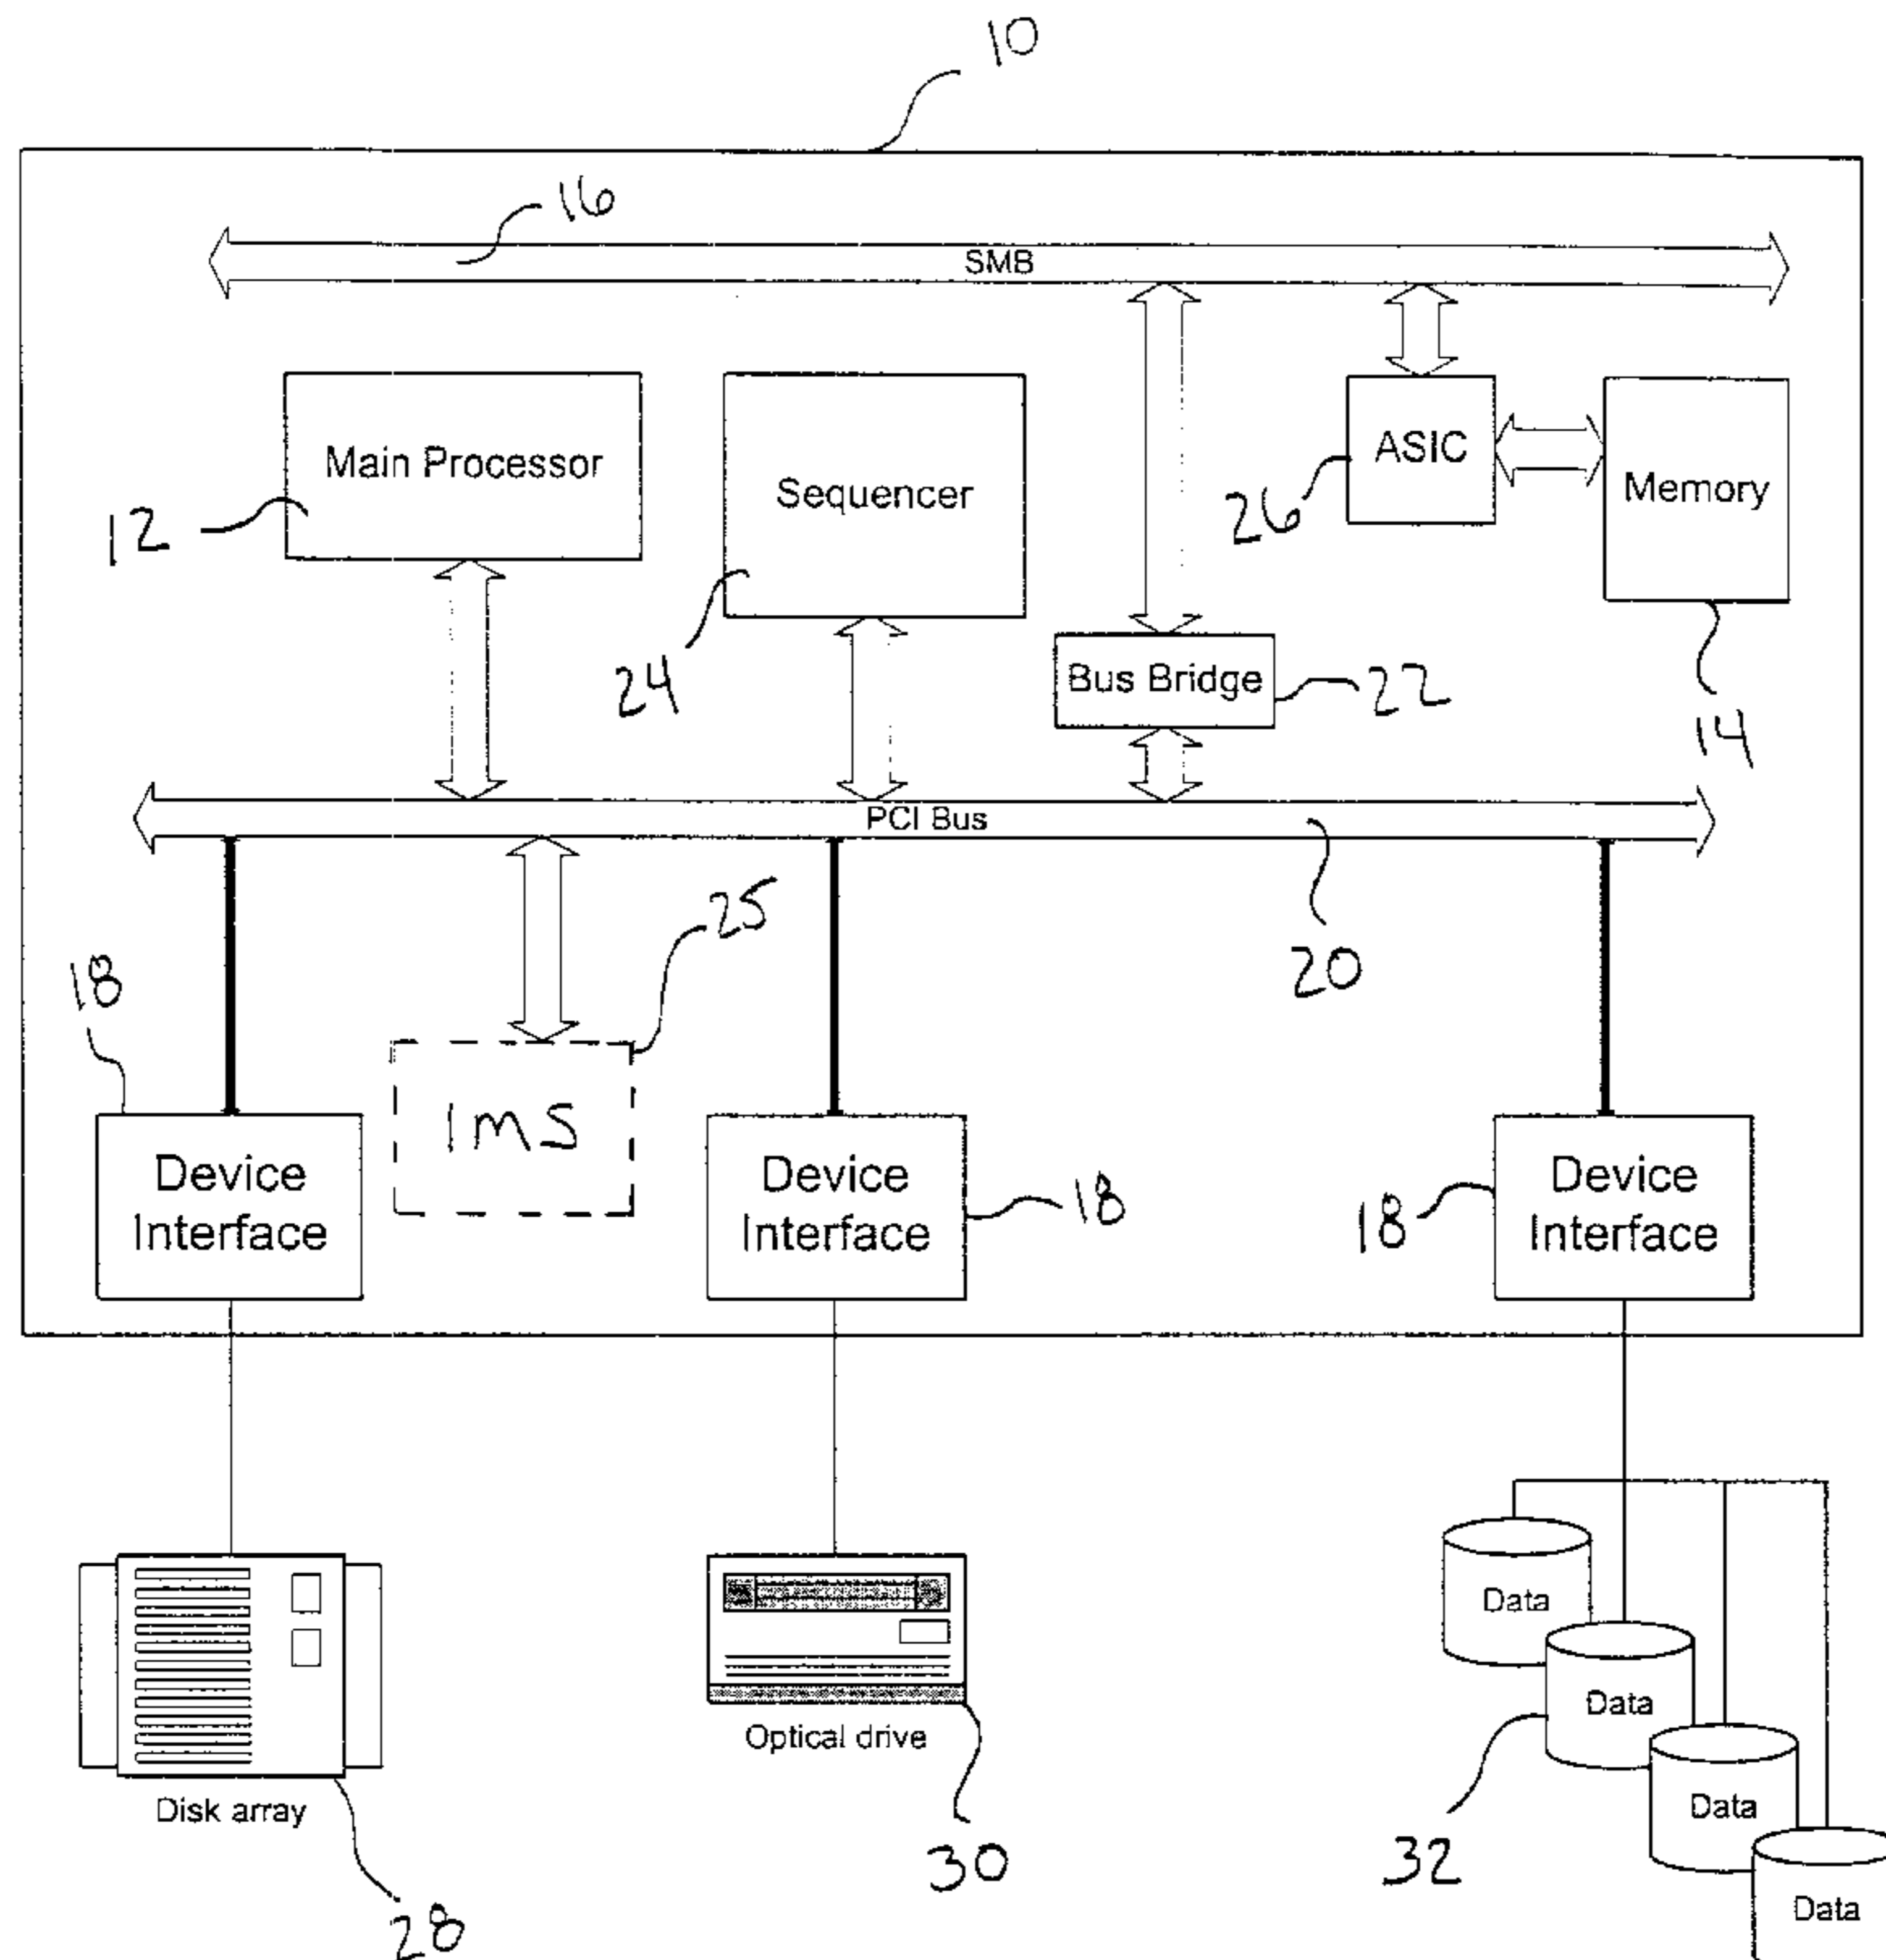 10
16
SMB
Main Processor
Sequencer
ASIC
Memory
12
26
24
Bus Bridge
22
14
PCI Bus
25
20
18
IMS
Device
Interface
Device
Interface
18
18
Device
Interface
Data
Data
Optical drive
Disk array
Data
30
32
28
Data